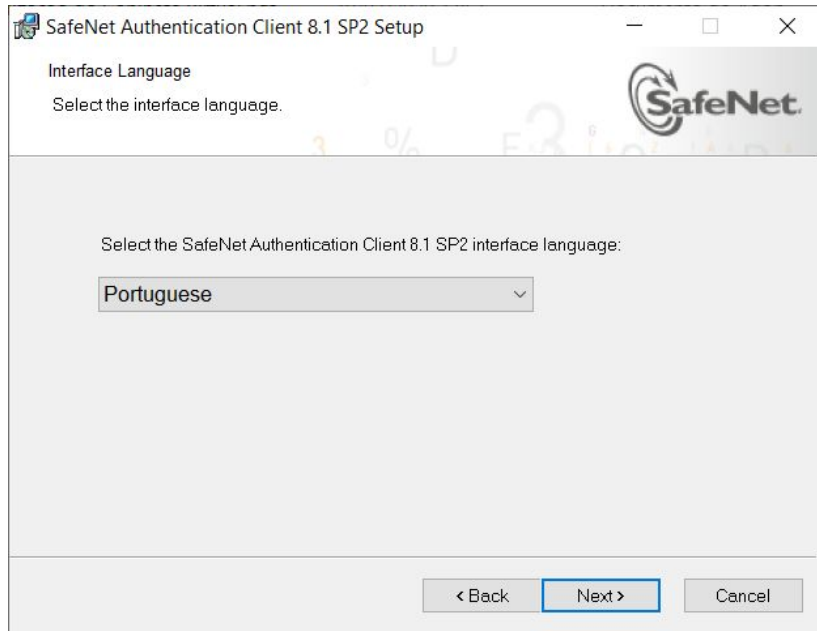 SafeNet Authentication Client 8.1 SP2 Setup
Interface Language
Select the interface language.
SafeNet.
Select the SafeNet Authentication Client 8.1 SP2 interface language:
Portuguese
< Back
Next >
Cancel